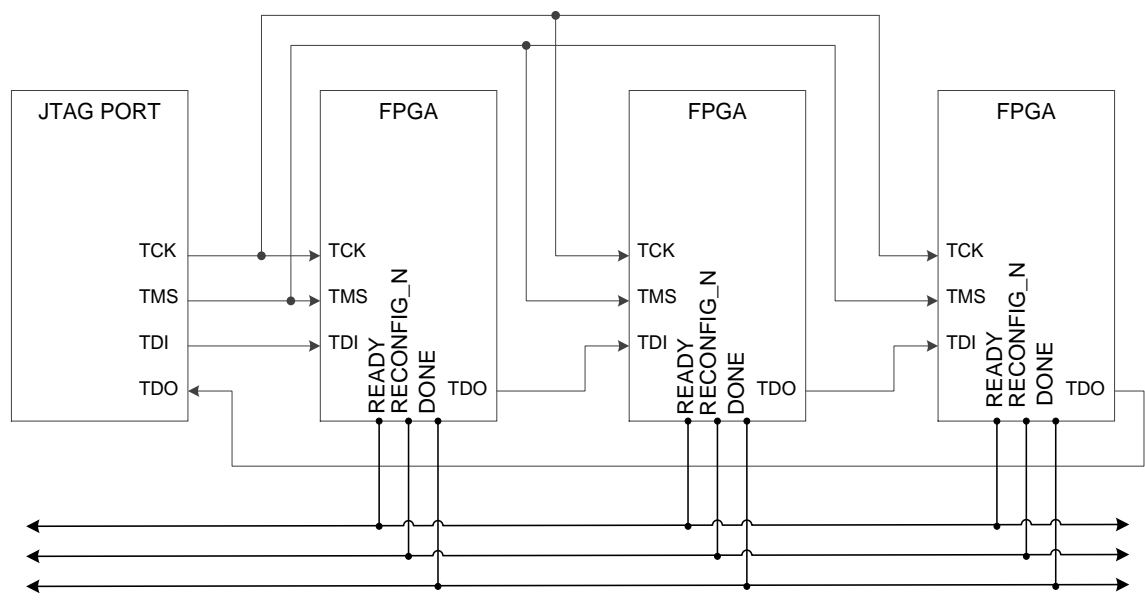 JTAG PORT
TCK
TMS
TDI
TDO
FPGA
TCK
TMS
TDI
READY
RECONFIG_N
DONE
TDO
FPGA
TCK
TMS
TDI
READY
RECONFIG_N
DONE
TDO
FPGA
TCK
TMS
TDI
READY
RECONFIG_N
DONE
TDO